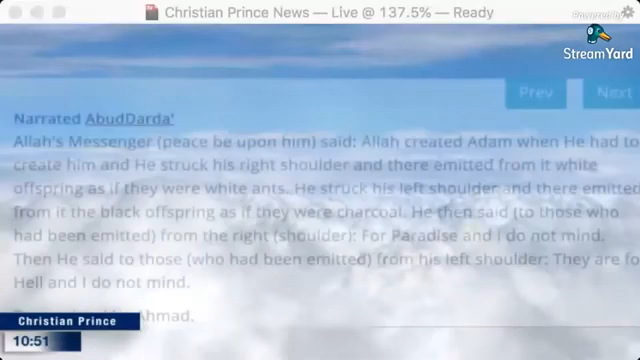 Christian Prince News — Live @ 137.5% — Ready
Powered by
StreamYard
Prev
Next
Narrated AbudDarda'
Allah's Messenger (peace be upon him) said: Allah created Adam when He had to
create him and He struck his right shoulder and there emitted from it white
offspring as if they were white ants. He struck his left shoulder and there emitted
from it the black offspring as if they were charcoal. He then said (to those who
had been emitted) from the right (shoulder): For Paradise and I do not mind.
Then He said to those (who had been emitted) from his left shoulder: They are fo
Hell and I do not mind.
Ahmad.
Christian Prince
10:51